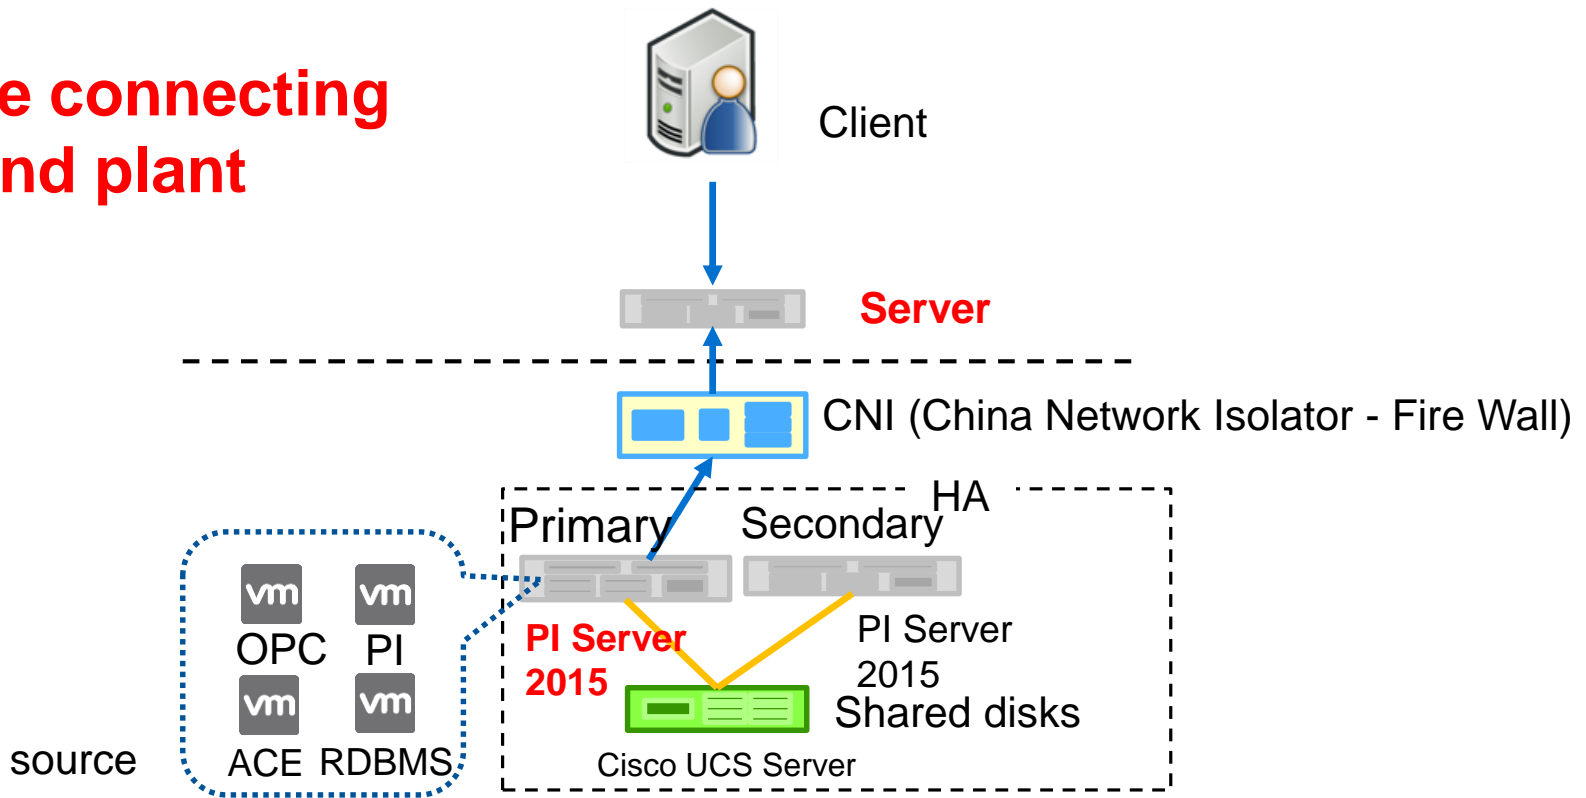 e connecting
nd plant
Client
Server
CNI (China Network Isolator - Fire Wall)
HA
Primary
Secondary
vm
vm
OPC
PI
vm
vm
ACE
RDBMS
source
PI Server
2015
PI Server
2015
Shared disks
Cisco UCS Server